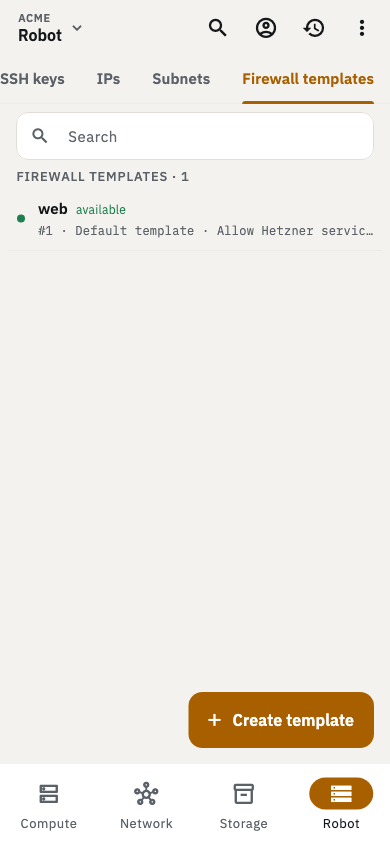 ACME
Robot
SSH keys IPs Subnets Firewall templates
Search
FIREWALL TEMPLATES · 1
web available
#1 · Default template · Allow Hetzner servic…
+ Create template
Compute Network Storage Robot